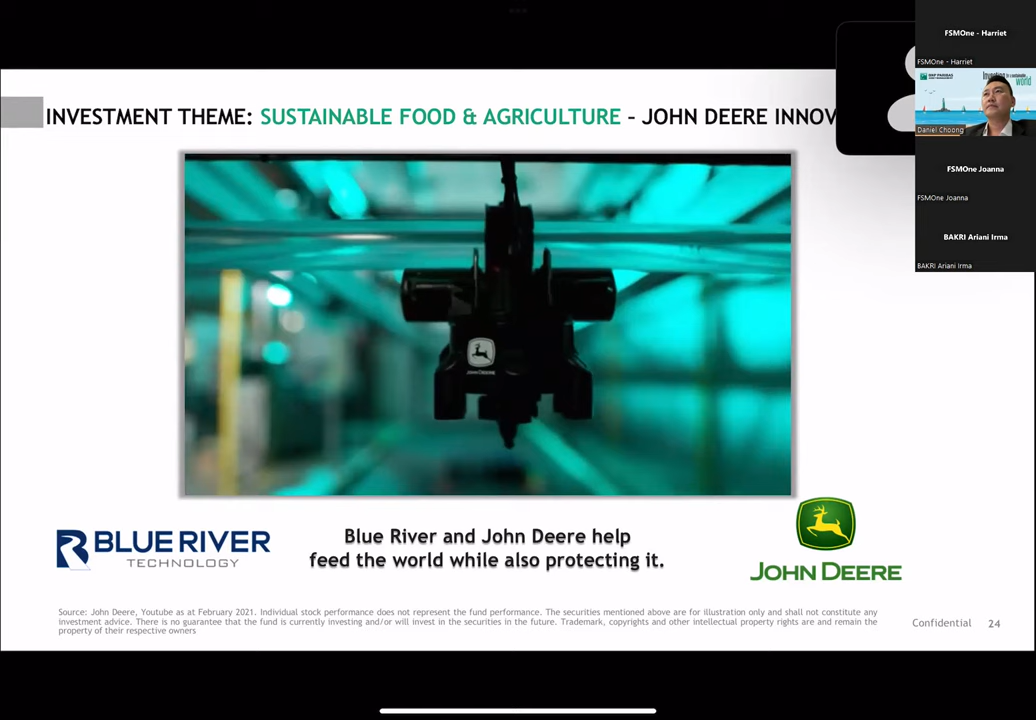 FSMOne - Harriet
FSMOne - Harriet
BNP PARIBAS
world
Daniel Choong
FSMOne Joanna
FSMOne Joanna
BAKRI Ariani Irma
BAKRI Ariani Irma
INVESTMENT THEME: SUSTAINABLE FOOD & AGRICULTURE - JOHN DEERE INNOV
JOHN DEERE
BLUE RIVER
TECHNOLOGY
Blue River and John Deere help
feed the world while also protecting it.
JOHN DEERE
Source: John Deere, Youtube as at February 2021. Individual stock performance does not represent the fund performance. The securities mentioned above are for illustration only and shall not constitute any
investment advice. There is no guarantee that the fund is currently investing and/or will invest in the securities in the future. Trademark, copyrights and other intellectual property rights are and remain the
property of their respective owners
Confidential 24